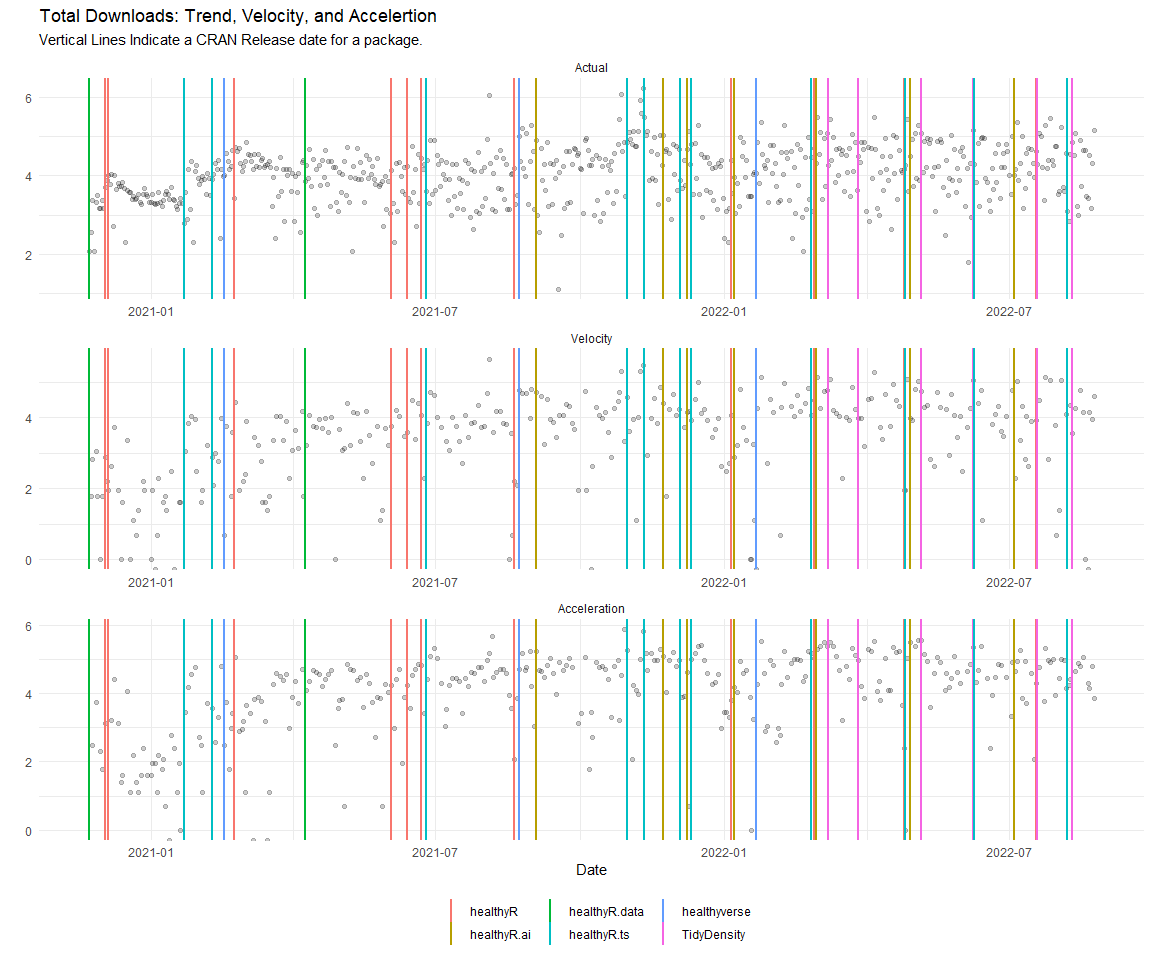 Total Downloads: Trend, Velocity, and Accelertion
Vertical Lines Indicate a CRAN Release date for a package.
Actual
6
4
2
2021-01 2021-07 2022-01 2022-07
Velocity
4
2
0
2021-01 2021-07 2022-01 2022-07
Acceleration
6
4
2
0
2021-01 2021-07 2022-01 2022-07
Date
healthyR healthyR.data healthyverse
healthyR.ai healthyR.ts TidyDensity